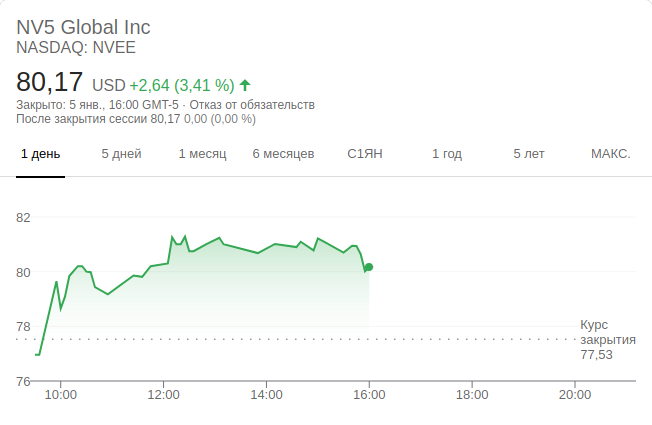 NV5 Global Inc
NASDAQ: NVEE
80,17 USD +2,64 (3,41 %)
Закрыто: 5 янв., 16:00 GMT-5 · Отказ от обязательств
После закрытия сессии 80,17 0,00 (0,00 %)
1 день 5 дней 1 месяц 6 месяцев С1ЯН 1 год 5 лет МАКС.
82
80
78
Курс
закрытия
77,53
76
10:00 12:00 14:00 16:00 18:00 20:00